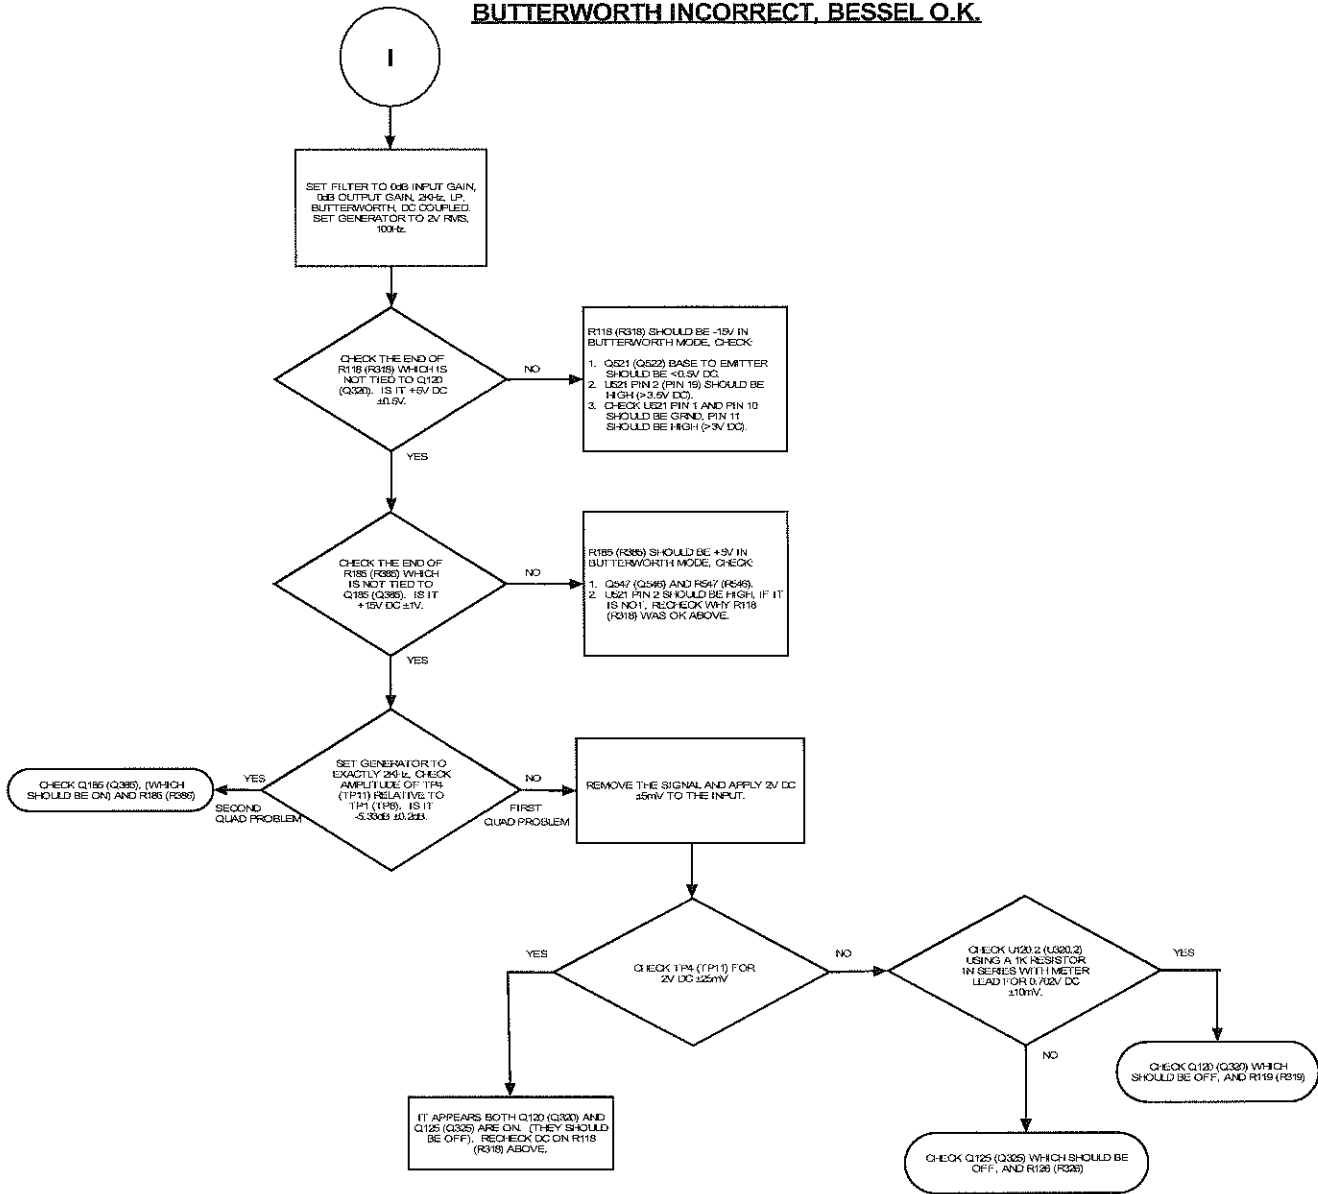 BUTTERWORTH INCORRECT, BESSEL O.K.
I
SET FILTER TO 0dB INPUT GAIN,
0dB OUTPUT GAIN, 2KHz, LP,
BUTTERWORTH, DC COUPLED.
SET GENERATOR TO 2V RMS,
100Hz.
CHECK THE END OF
R118 (R318) WHICH IS
NOT TIED TO Q120
(Q320). IS IT +5V DC
±0.5V.
NO
R118 (R318) SHOULD BE -15V IN
BUTTERWORTH MODE, CHECK:
1. Q521 (Q522) BASE TO EMITTER
SHOULD BE <0.5V DC.
2. U521 PIN 2 (PIN 19) SHOULD BE
HIGH (>3.5V DC).
3. CHECK U521 PIN 1 AND PIN 10
SHOULD BE GRND, PIN 11
SHOULD BE HIGH (>3V DC).
YES
CHECK THE END OF
R185 (R385) WHICH
IS NOT TIED TO
Q185 (Q385). IS IT
+15V DC ±1V.
NO
R185 (R385) SHOULD BE +5V IN
BUTTERWORTH MODE, CHECK:
1. Q547 (Q546) AND R547 (R546).
2. U521 PIN 2 SHOULD BE HIGH, IF IT
IS NOT, RECHECK WHY R118
(R318) WAS OK ABOVE.
YES
SET GENERATOR TO
EXACTLY 2KHz, CHECK
AMPLITUDE OF TP4
(TP11) RELATIVE TO
TP1 (TP8). IS IT
-5.33dB ±0.2dB.
YES
SECOND
QUAD PROBLEM
CHECK Q185 (Q385), (WHICH
SHOULD BE ON) AND R186 (R386)
NO
FIRST
QUAD PROBLEM
REMOVE THE SIGNAL AND APPLY 2V DC
±5mV TO THE INPUT.
CHECK TP4 (TP11) FOR
2V DC ±25mV
YES
NO
CHECK U120.2 (U320.2)
USING A 1K RESISTOR
IN SERIES WITH METER
LEAD FOR 0.702V DC
±10mV.
YES
NO
CHECK Q120 (Q320) WHICH
SHOULD BE OFF, AND R119 (R319)
IT APPEARS BOTH Q120 (Q320) AND
Q125 (Q325) ARE ON. (THEY SHOULD
BE OFF), RECHECK DC ON R118
(R318) ABOVE.
CHECK Q125 (Q325) WHICH SHOULD BE
OFF, AND R126 (R326)